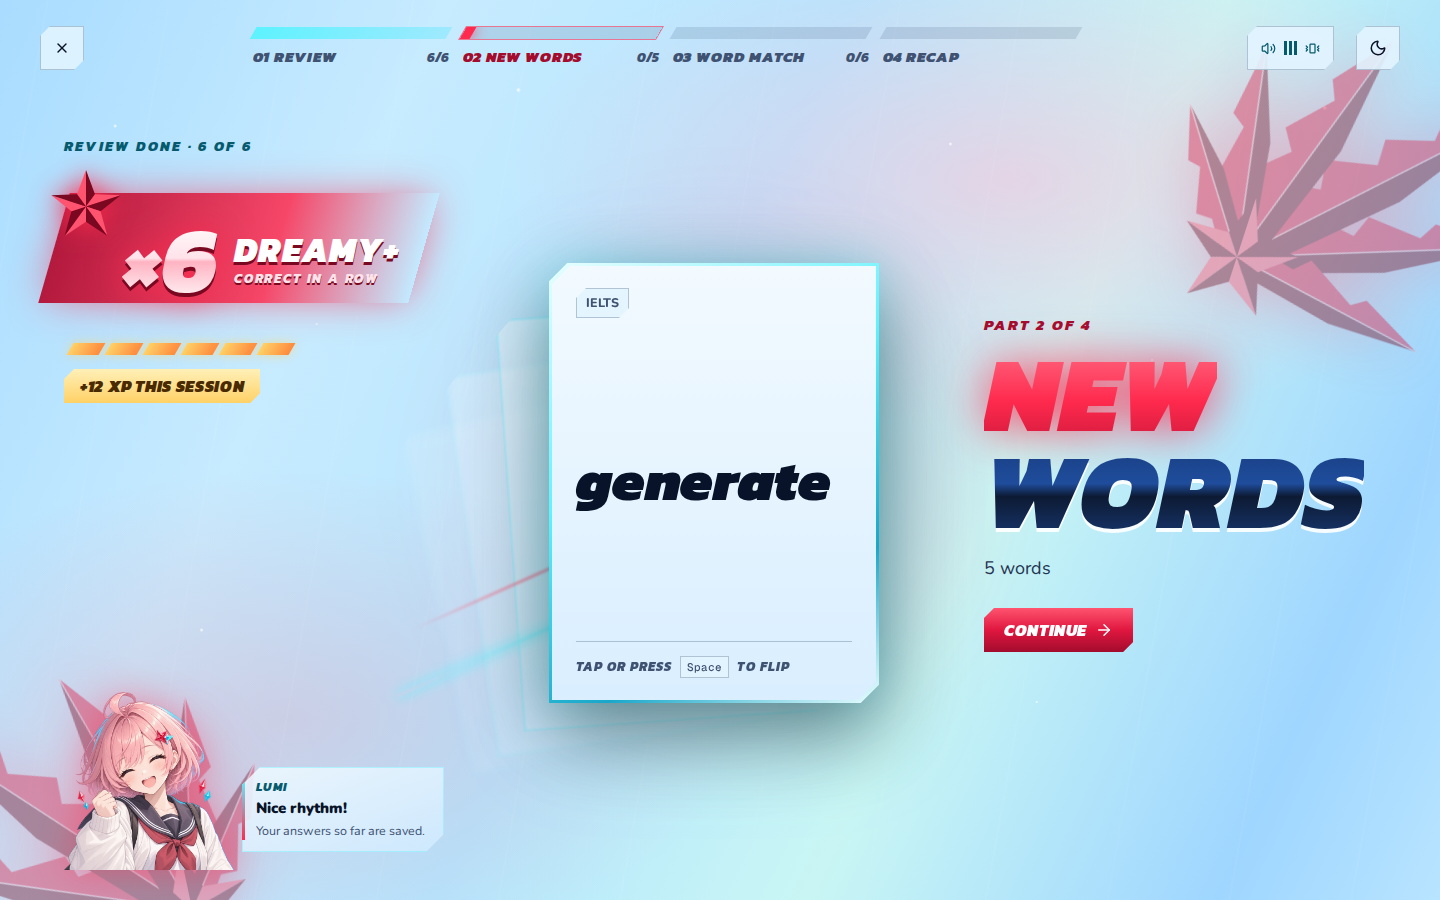 01 REVIEW 6/6
02 NEW WORDS 0/5
03 WORD MATCH 0/6
04 RECAP
REVIEW DONE · 6 OF 6
×6 DREAMY+
CORRECT IN A ROW
+12 XP THIS SESSION
IELTS
generate
TAP OR PRESS Space TO FLIP
PART 2 OF 4
NEW
WORDS
5 words
CONTINUE →
LUMI
Nice rhythm!
Your answers so far are saved.